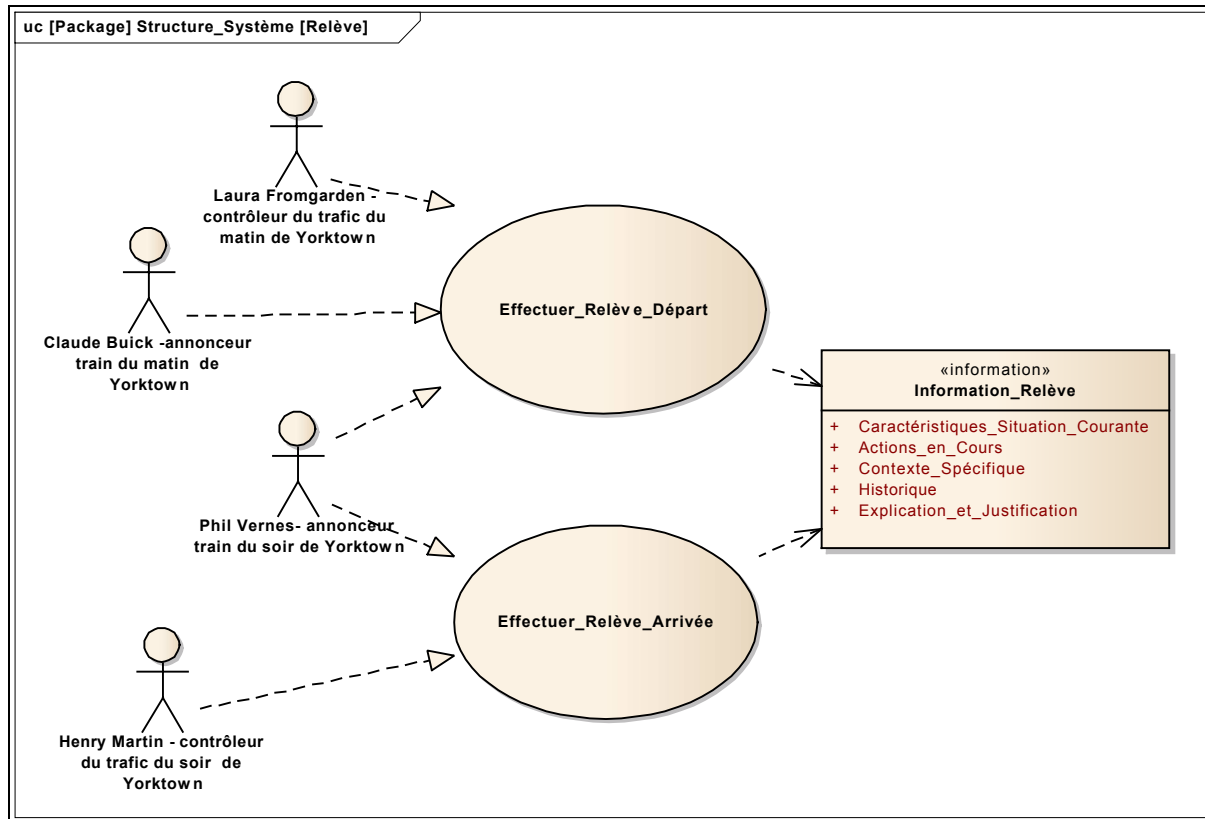 uc [Package] Structure_Système [Relève]
Laura Fromgarden -
contrôleur du trafic du
matin de Yorktown
Claude Buick -annonceur
train du matin de
Yorktown
Effectuer_Relève_Départ
«information»
Information_Relève
+ Caractéristiques_Situation_Courante
+ Actions_en_Cours
+ Contexte_Spécifique
+ Historique
+ Explication_et_Justification
Phil Vernes- annonceur
train du soir de Yorktown
Effectuer_Relève_Arrivée
Henry Martin - contrôleur
du trafic du soir de
Yorktown